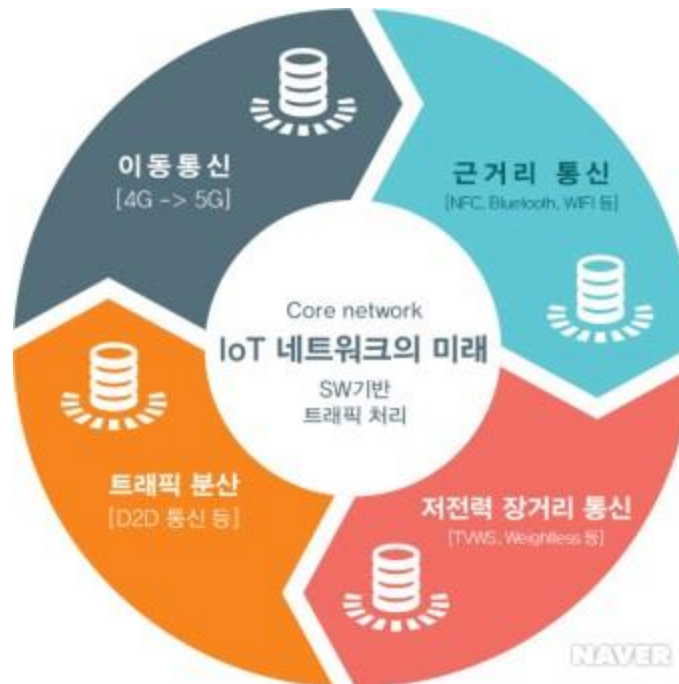 이동통신
[4G -> 5G]
근거리 통신
[NFC, Bluetooth, WIFI 등]
Core network
IoT 네트워크의 미래
SW기반
트래픽 처리
트래픽 분산
[D2D 통신 등]
저전력 장거리 통신
[TVWS, Weightless 등]
NAVER